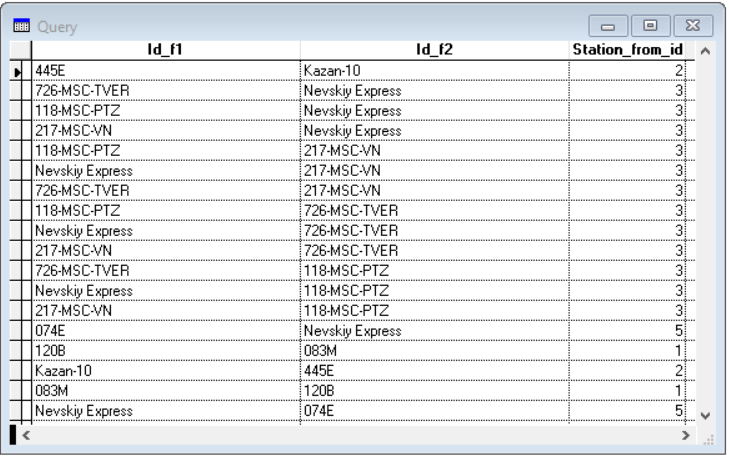 Query
Id_f1 Id_f2 Station_from_id
445E Kazan-10 2
726-MSC-TVER Nevskiy Express 3
118-MSC-PTZ Nevskiy Express 3
217-MSC-VN Nevskiy Express 3
118-MSC-PTZ 217-MSC-VN 3
Nevskiy Express 217-MSC-VN 3
726-MSC-TVER 217-MSC-VN 3
118-MSC-PTZ 726-MSC-TVER 3
Nevskiy Express 726-MSC-TVER 3
217-MSC-VN 726-MSC-TVER 3
726-MSC-TVER 118-MSC-PTZ 3
Nevskiy Express 118-MSC-PTZ 3
217-MSC-VN 118-MSC-PTZ 3
074E Nevskiy Express 5
120B 083M 1
Kazan-10 445E 2
083M 120B 1
Nevskiy Express 074E 5